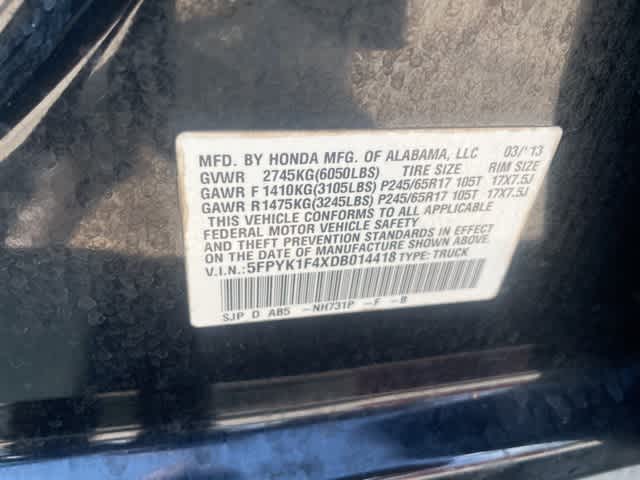 MFD. BY HONDA MFG. OF ALABAMA, LLC 03/'13
GVWR 2745KG(6050LBS) TIRE SIZE RIM SIZE
GAWR F 1410KG(3105LBS) P245/65R17 105T 17X7.5J
GAWR R1475KG(3245LBS) P245/65R17 105T 17X7.5J
THIS VEHICLE CONFORMS TO ALL APPLICABLE
FEDERAL MOTOR VEHICLE SAFETY
AND THEFT PREVENTION STANDARDS IN EFFECT
ON THE DATE OF MANUFACTURE SHOWN ABOVE.
V.I.N.:5FPYK1F4XDB014418 TYPE: TRUCK
SJP D AB5 -NH731P -F -B